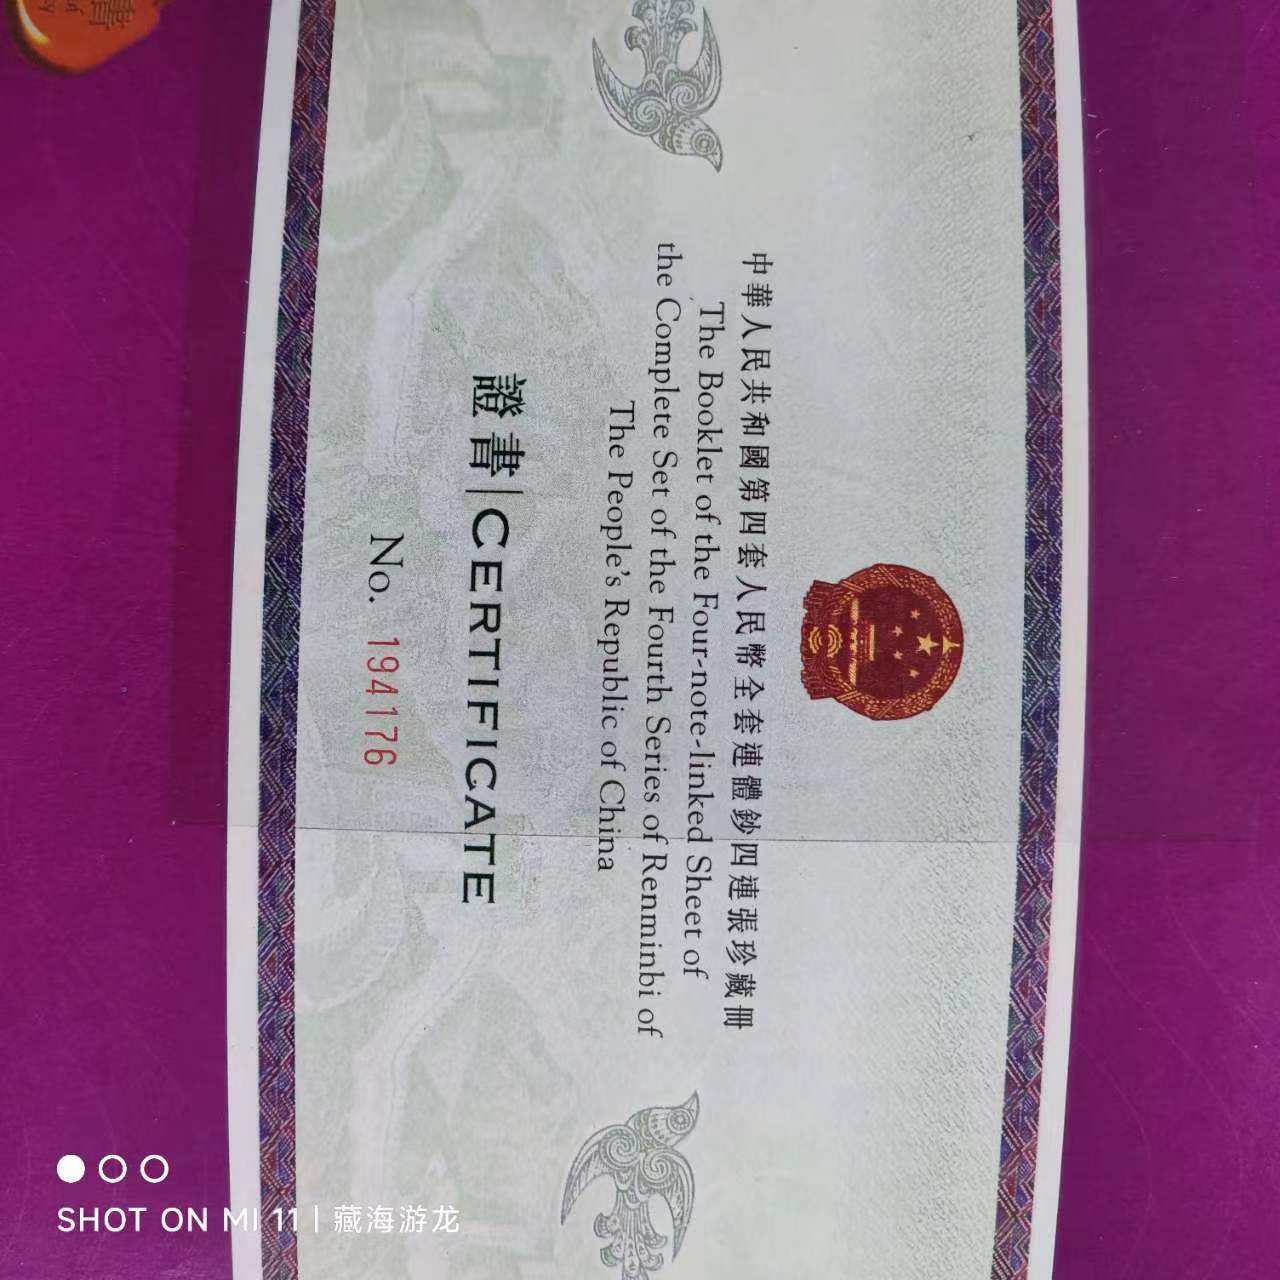 中華人民共和國第四套人民幣全套連體鈔四連張珍藏冊
The Booklet of the Four-note-linked Sheet of
the Complete Set of the Fourth Series of Renminbi of
The People's Republic of China
證書|CERTIFICATE
No. 194176
書
SHOT ON MI 11 | 藏海游龙